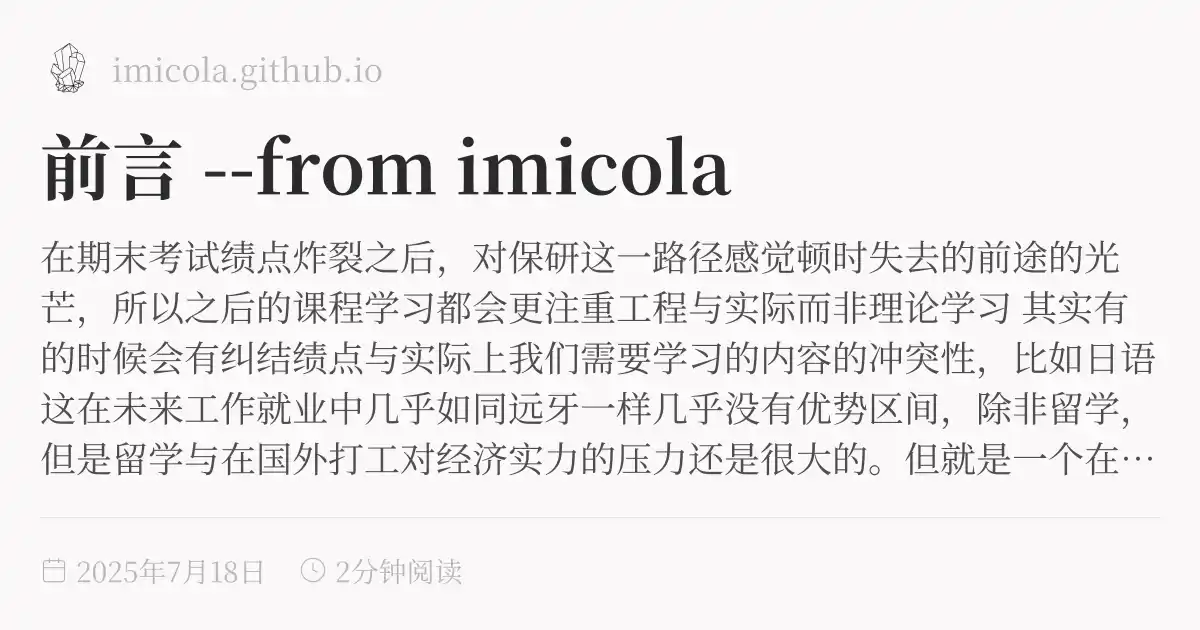 imicola.github.io
前言 --from imicola
在期末考试绩点炸裂之后，对保研这一路径感觉顿时失去的前途的光
芒，所以之后的课程学习都会更注重工程与实际而非理论学习 其实有
的时候会有纠结绩点与实际上我们需要学习的内容的冲突性，比如日语
这在未来工作就业中几乎如同远牙一样几乎没有优势区间，除非留学，
但是留学与在国外打工对经济实力的压力还是很大的。但就是一个在…
2025年7月18日
2分钟阅读